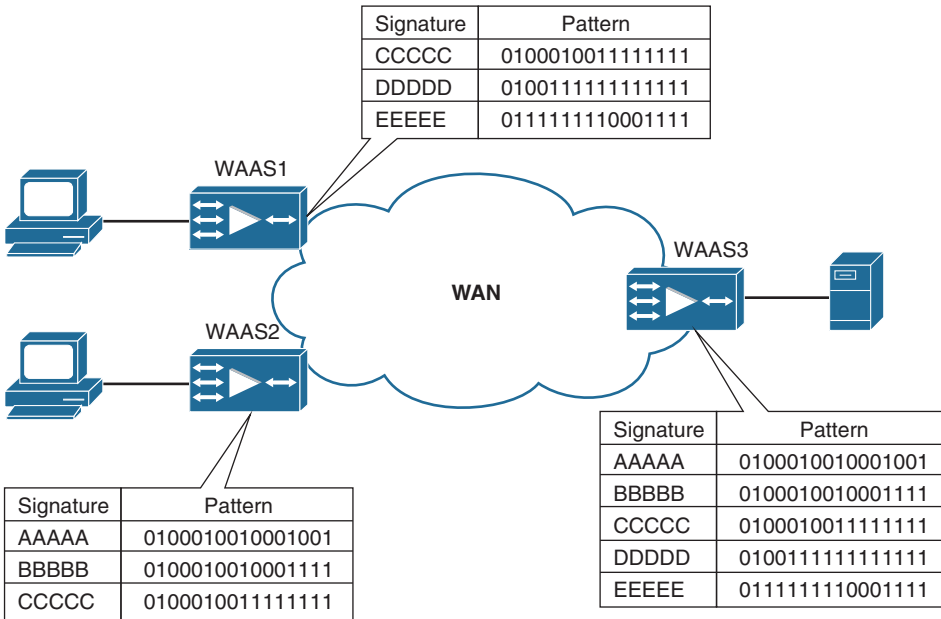 Signature Pattern
CCCCC 0100010011111111
DDDDD 0100111111111111
EEEEE 0111111110001111
WAAS1
WAAS3
WAN
WAAS2
Signature Pattern
AAAAA 0100010010001001
BBBBB 0100010010001111
CCCCC 0100010011111111
Signature Pattern
AAAAA 0100010010001001
BBBBB 0100010010001111
CCCCC 0100010011111111
DDDDD 0100111111111111
EEEEE 0111111110001111